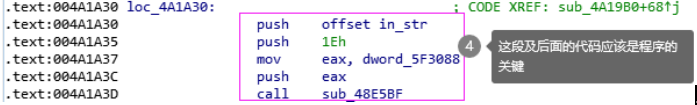 .text:004A1A30 loc_4A1A30:                             ; CODE XREF: sub_4A19B0+68↑j
.text:004A1A30                 push    offset in_str
.text:004A1A35                 push    1Eh
.text:004A1A37                 mov     eax, dword_5F3088
.text:004A1A3C                 push    eax
.text:004A1A3D                 call    sub_48E5BF
4
这段及后面的代码应该是程序的
关键